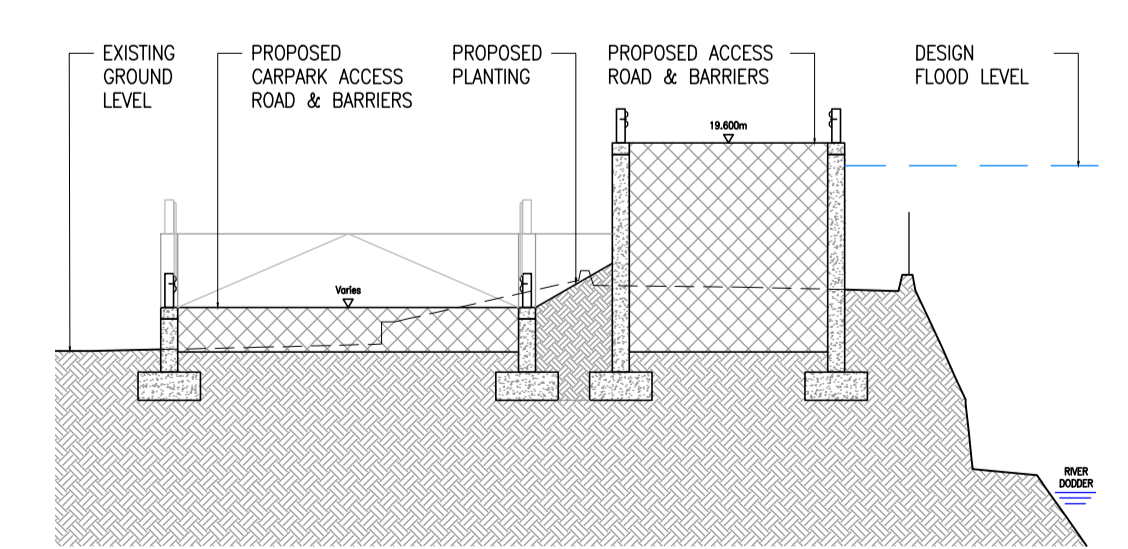 EXISTING
GROUND
LEVEL
PROPOSED
CARPARK ACCESS
ROAD & BARRIERS
PROPOSED
PLANTING
PROPOSED ACCESS
ROAD & BARRIERS
DESIGN
FLOOD LEVEL
19.600m
Varies
RIVER
DODDER